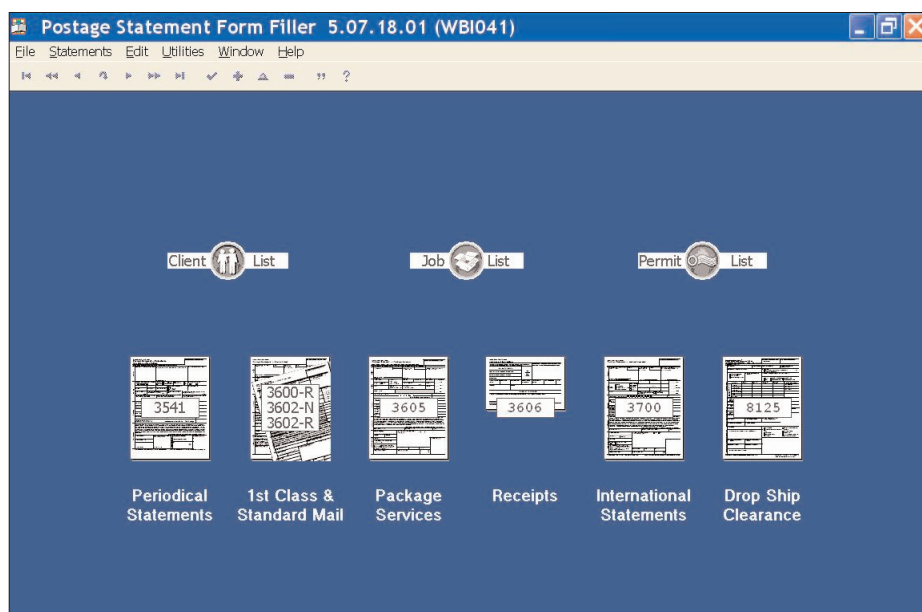 Postage Statement Form Filler 5.07.18.01 (WBI041)
File Statements Edit Utilities Window Help
Client List
Job List
Permit List
3541
3600-R
3602-N
3602-R
3605
3606
3700
8125
Periodical Statements
1st Class & Standard Mail
Package Services
Receipts
International Statements
Drop Ship Clearance